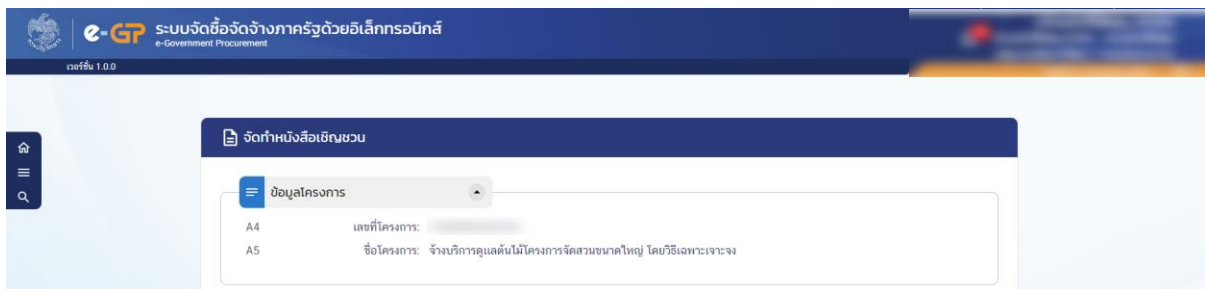 e-GP ระบบจัดซื้อจัดจ้างภาครัฐด้วยอิเล็กทรอนิกส์
e-Government Procurement
เวอร์ชั่น 1.0.0
จัดทำหนังสือเชิญชวน
ข้อมูลโครงการ
A4 เลขที่โครงการ:
A5 ชื่อโครงการ: จ้างบริการดูแลต้นไม้โครงการจัดสวนขนาดใหญ่ โดยวิธีเฉพาะเจาะจง